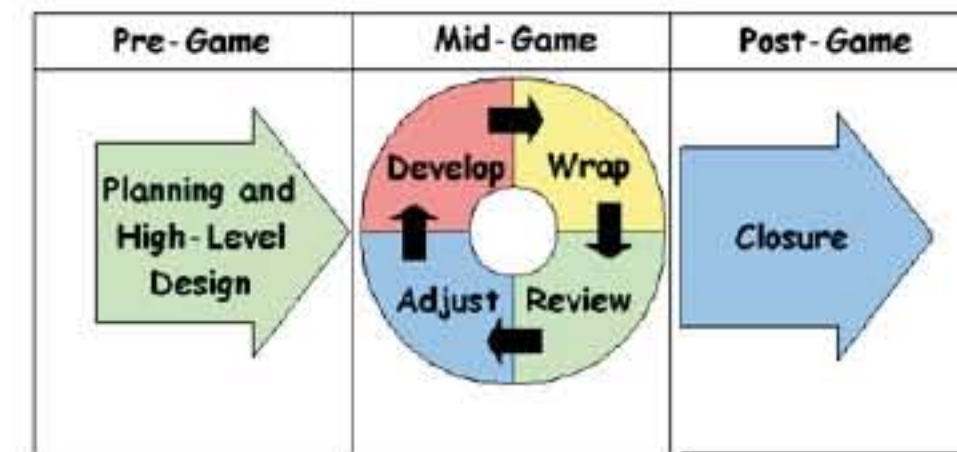 Pre-Game
Mid-Game
Post-Game
Planning and
High-Level
Design
Develop
Wrap
Adjust
Review
Closure